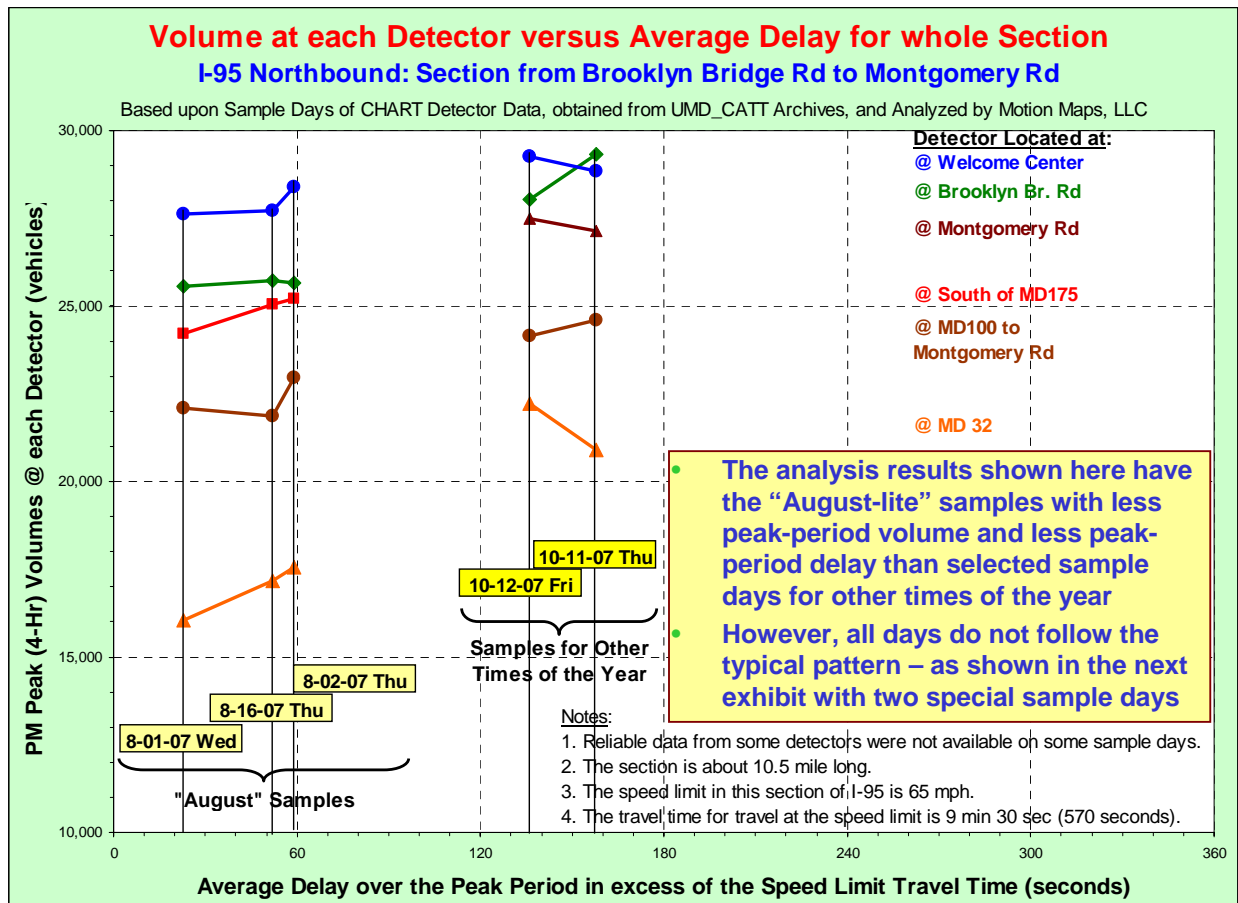 Volume at each Detector versus Average Delay for whole Section
I-95 Northbound: Section from Brooklyn Bridge Rd to Montgomery Rd
Based upon Sample Days of CHART Detector Data, obtained from UMD_CATT Archives, and Analyzed by Motion Maps, LLC
PM Peak (4-Hr) Volumes @ each Detector (vehicles)
30,000
25,000
20,000
15,000
10,000
Detector Located at:
@ Welcome Center
@ Brooklyn Br. Rd
@ Montgomery Rd
@ South of MD175
@ MD100 to
Montgomery Rd
@ MD 32
• The analysis results shown here have
the “August-lite” samples with less
peak-period volume and less peak-
period delay than selected sample
days for other times of the year
• However, all days do not follow the
typical pattern – as shown in the next
exhibit with two special sample days
10-11-07 Thu
10-12-07 Fri
Samples for Other
Times of the Year
8-02-07 Thu
8-16-07 Thu
8-01-07 Wed
"August" Samples
Notes:
1. Reliable data from some detectors were not available on some sample days.
2. The section is about 10.5 mile long.
3. The speed limit in this section of I-95 is 65 mph.
4. The travel time for travel at the speed limit is 9 min 30 sec (570 seconds).
0 60 120 180 240 300 360
Average Delay over the Peak Period in excess of the Speed Limit Travel Time (seconds)